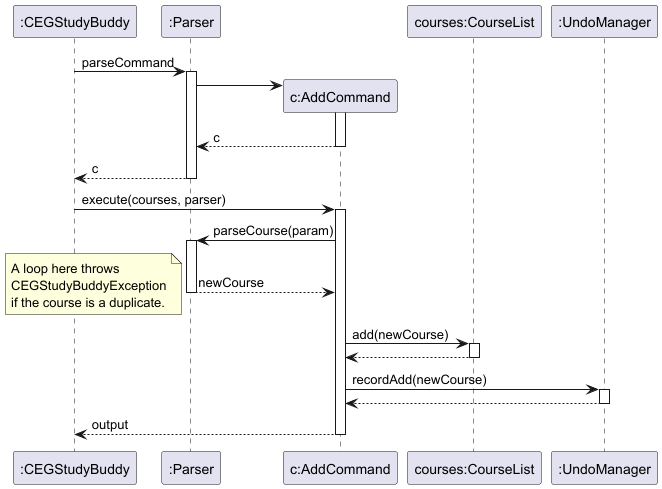 :CEGStudyBuddy
:Parser
courses:CourseList
:UndoManager
parseCommand
c:AddCommand
c
c
execute(courses, parser)
parseCourse(param)
A loop here throws
CEGStudyBuddyException
if the course is a duplicate.
newCourse
add(newCourse)
recordAdd(newCourse)
output
:CEGStudyBuddy
:Parser
c:AddCommand
courses:CourseList
:UndoManager